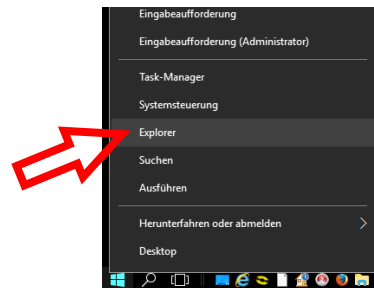 Eingabeaufforderung
Eingabeaufforderung (Administrator)
Task-Manager
Systemsteuerung
Explorer
Suchen
Ausführen
Herunterfahren oder abmelden
Desktop